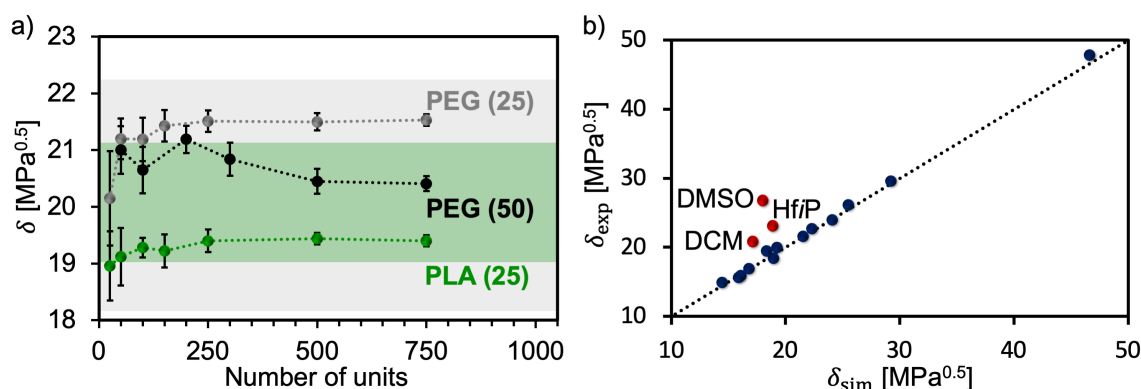 a)
δ [MPa0.5]
23
22
21
20
19
18
PEG (25)
PEG (50)
PLA (25)
0
250
500
750
1000
Number of units
b)
δexp [MPa0.5]
50
40
30
20
10
DMSO
HfiP
DCM
10
20
30
40
50
δsim [MPa0.5]